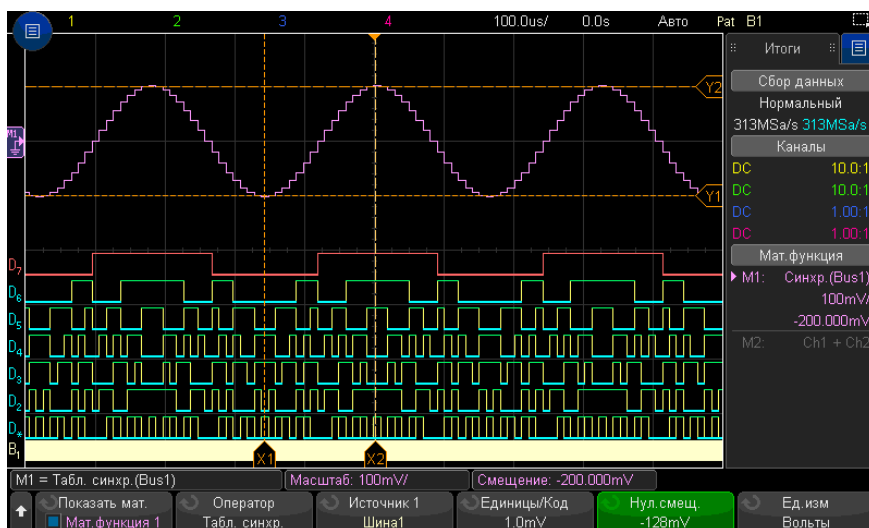 1 2 3 4 100.0us/ 0.0s Авто Pat B1
Итоги
Сбор данных
Нормальный
313MSa/s 313MSa/s
Каналы
DC 10.0:1
DC 10.0:1
DC 1.00:1
DC 1.00:1
Мат.функция
M1: Синхр.(Bus1)
100mV/
-200.000mV
M2: Ch1 + Ch2
M1
Y2
Y1
D7
D6
D5
D4
D3
D2
D*
B1
X1 X2
M1 = Табл. синхр.(Bus1) Масштаб: 100mV/ Смещение: -200.000mV
Показать мат. Оператор Источник 1 Единицы/Код Нул.смещ. Ед.изм
Мат.функция 1 Табл. синхр. Шина1 1.0mV -128mV Вольты